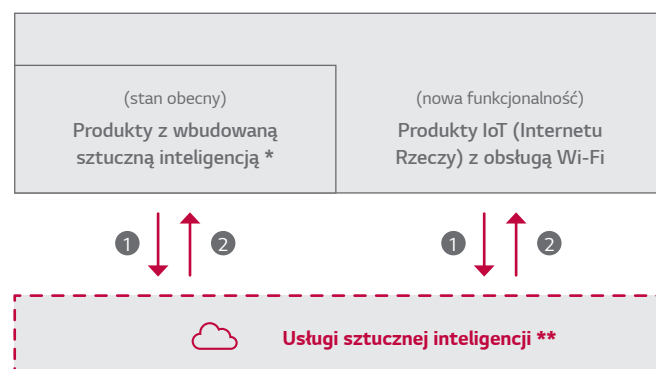 (stan obecny)
Produkty z wbudowaną
sztuczną inteligencją *
(nowa funkcjonalność)
Produkty IoT (Internetu
Rzeczy) z obsługą Wi-Fi
1
2
1
2
Usługi sztucznej inteligencji **